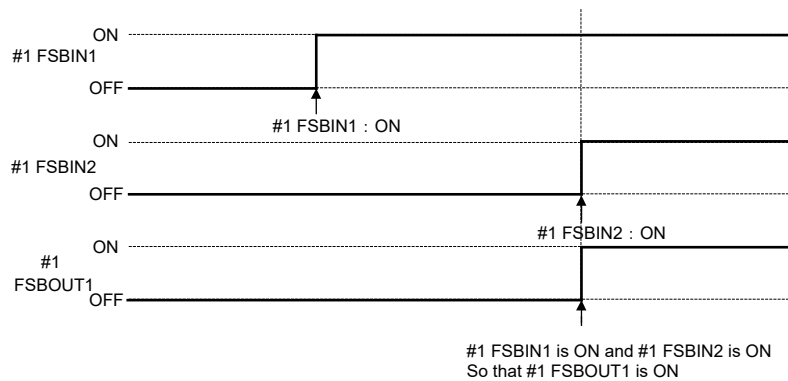 ON
#1 FSBIN1
OFF
#1 FSBIN1：ON
ON
#1 FSBIN2
OFF
#1 FSBIN2：ON
ON
#1
FSBOUT1
OFF
#1 FSBIN1 is ON and #1 FSBIN2 is ON
So that #1 FSBOUT1 is ON